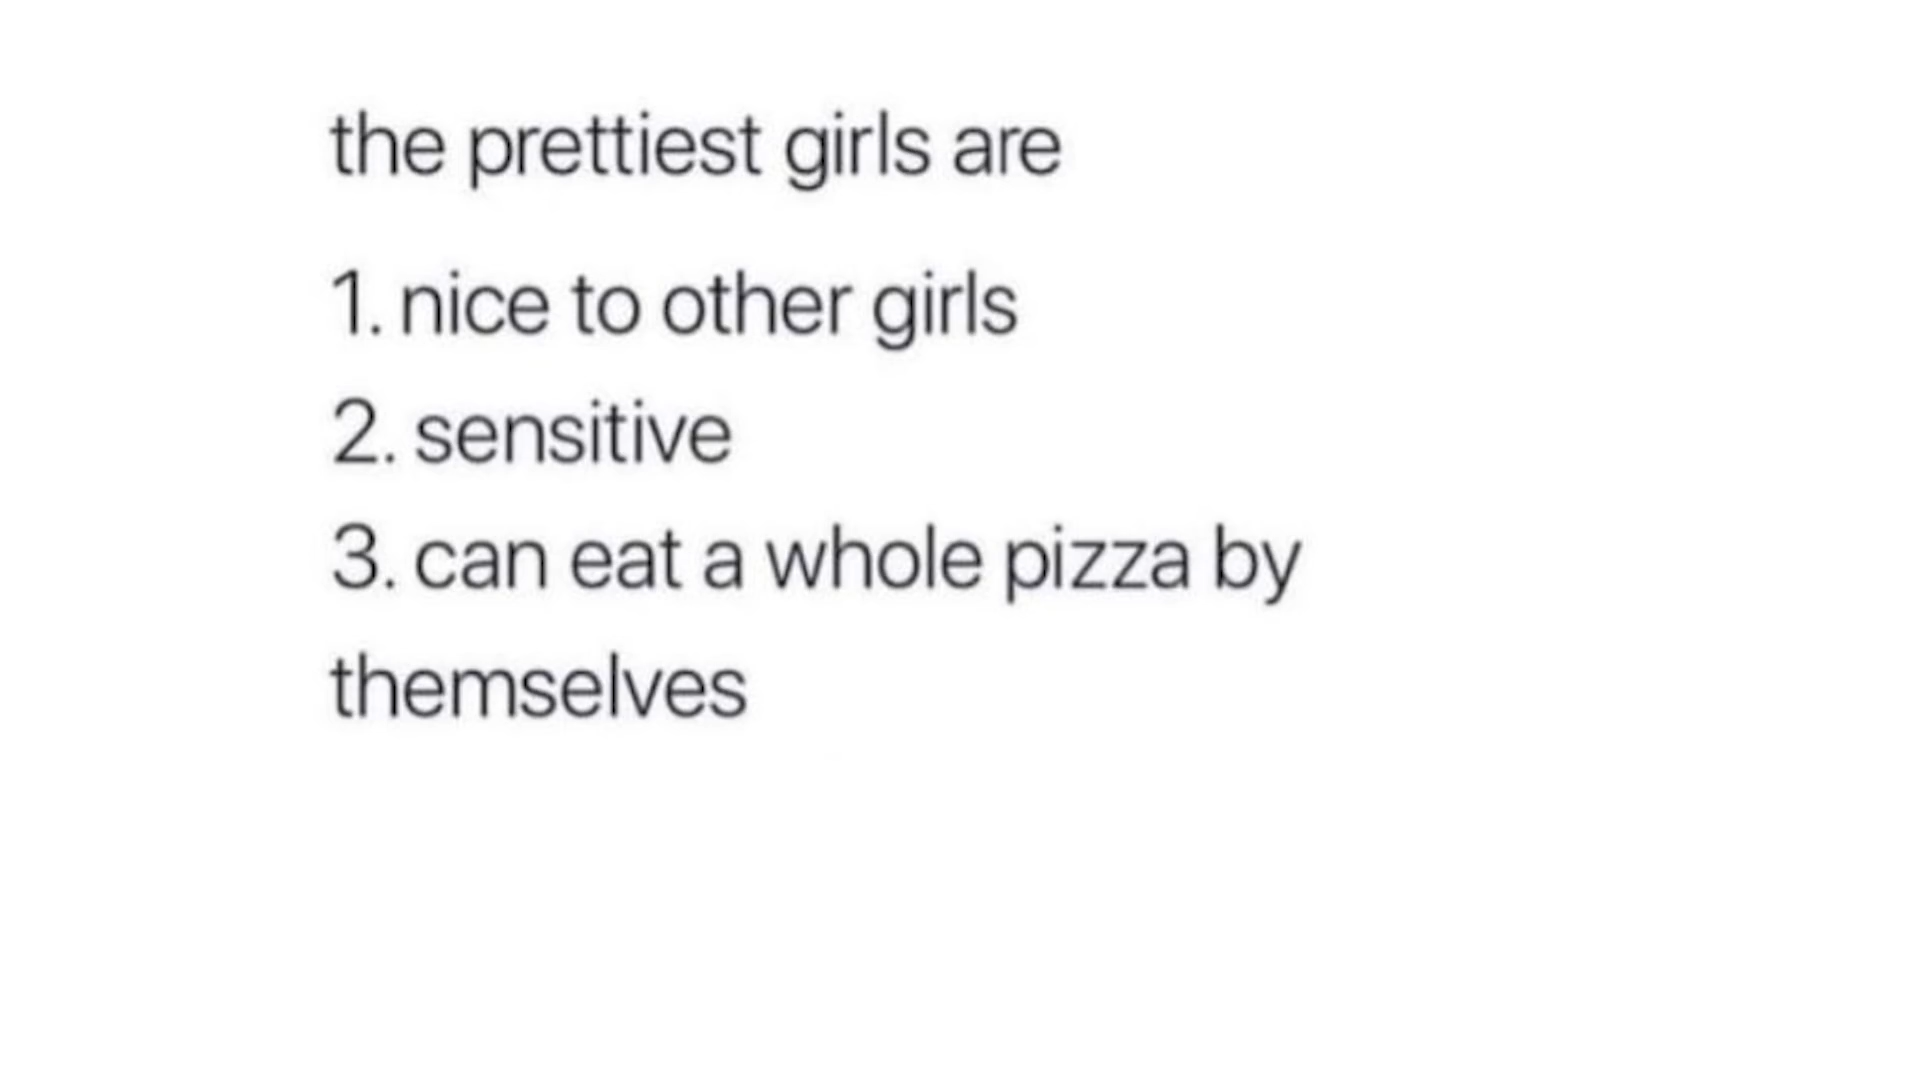 the prettiest girls are
1. nice to other girls
2. sensitive
3. can eat a whole pizza by
themselves